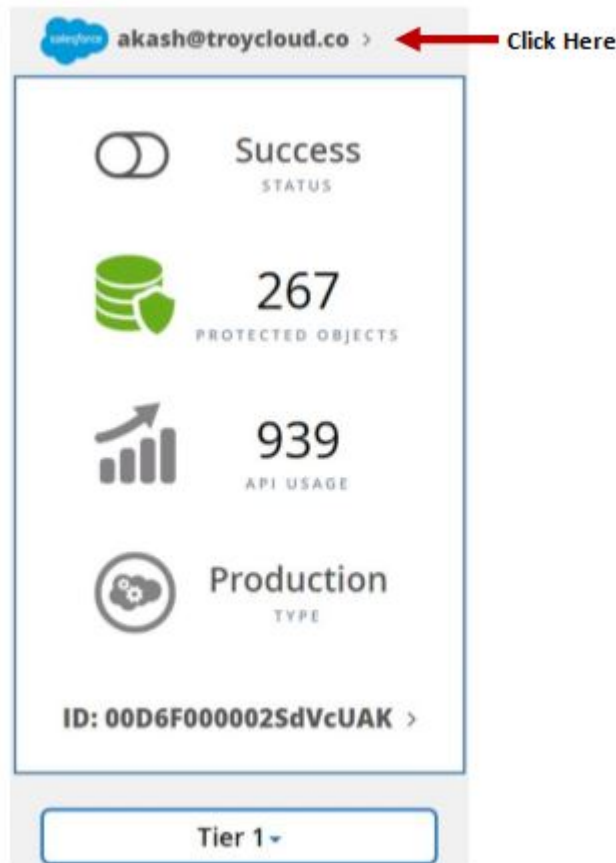 salesforce akash@troycloud.co >
Click Here
Success
STATUS
267
PROTECTED OBJECTS
939
API USAGE
Production
TYPE
ID: 00D6F000002SdVcUAK >
Tier 1